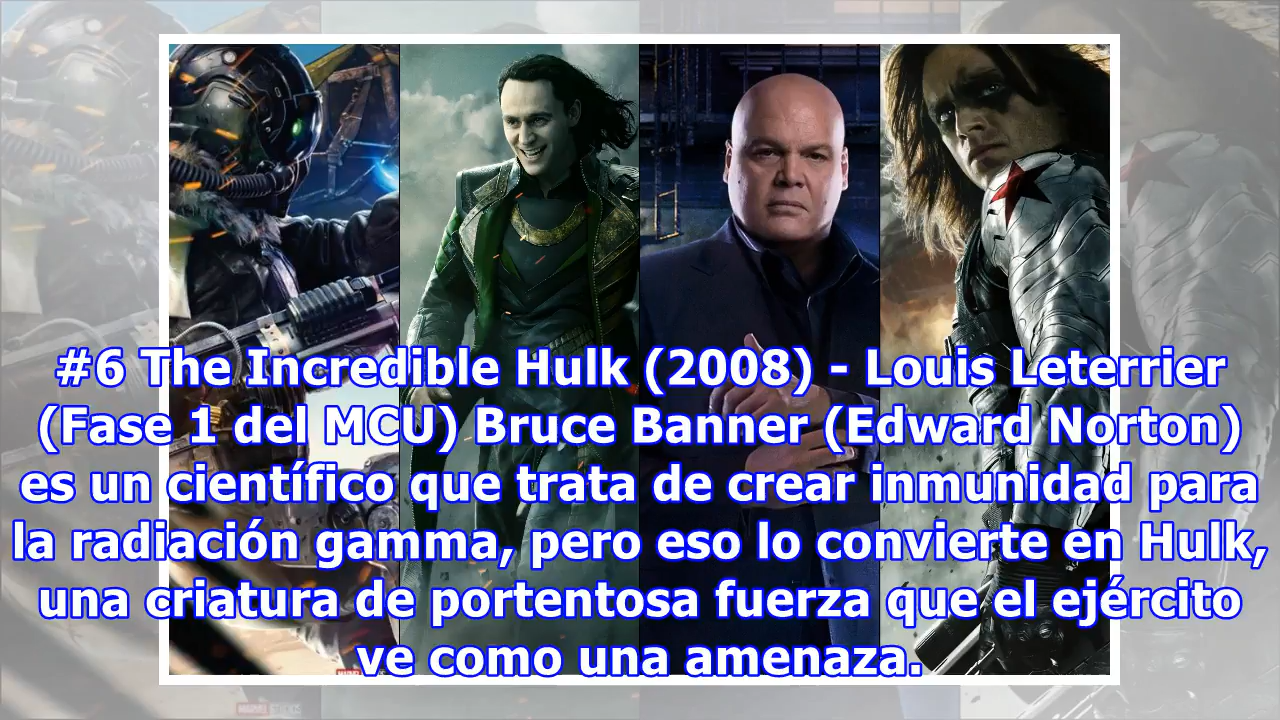 #6 The Incredible Hulk (2008) - Louis Leterrier
(Fase 1 del MCU) Bruce Banner (Edward Norton)
es un científico que trata de crear inmunidad para
la radiación gamma, pero eso lo convierte en Hulk,
una criatura de portentosa fuerza que el ejército
ve como una amenaza.
MARVEL STUDIOS